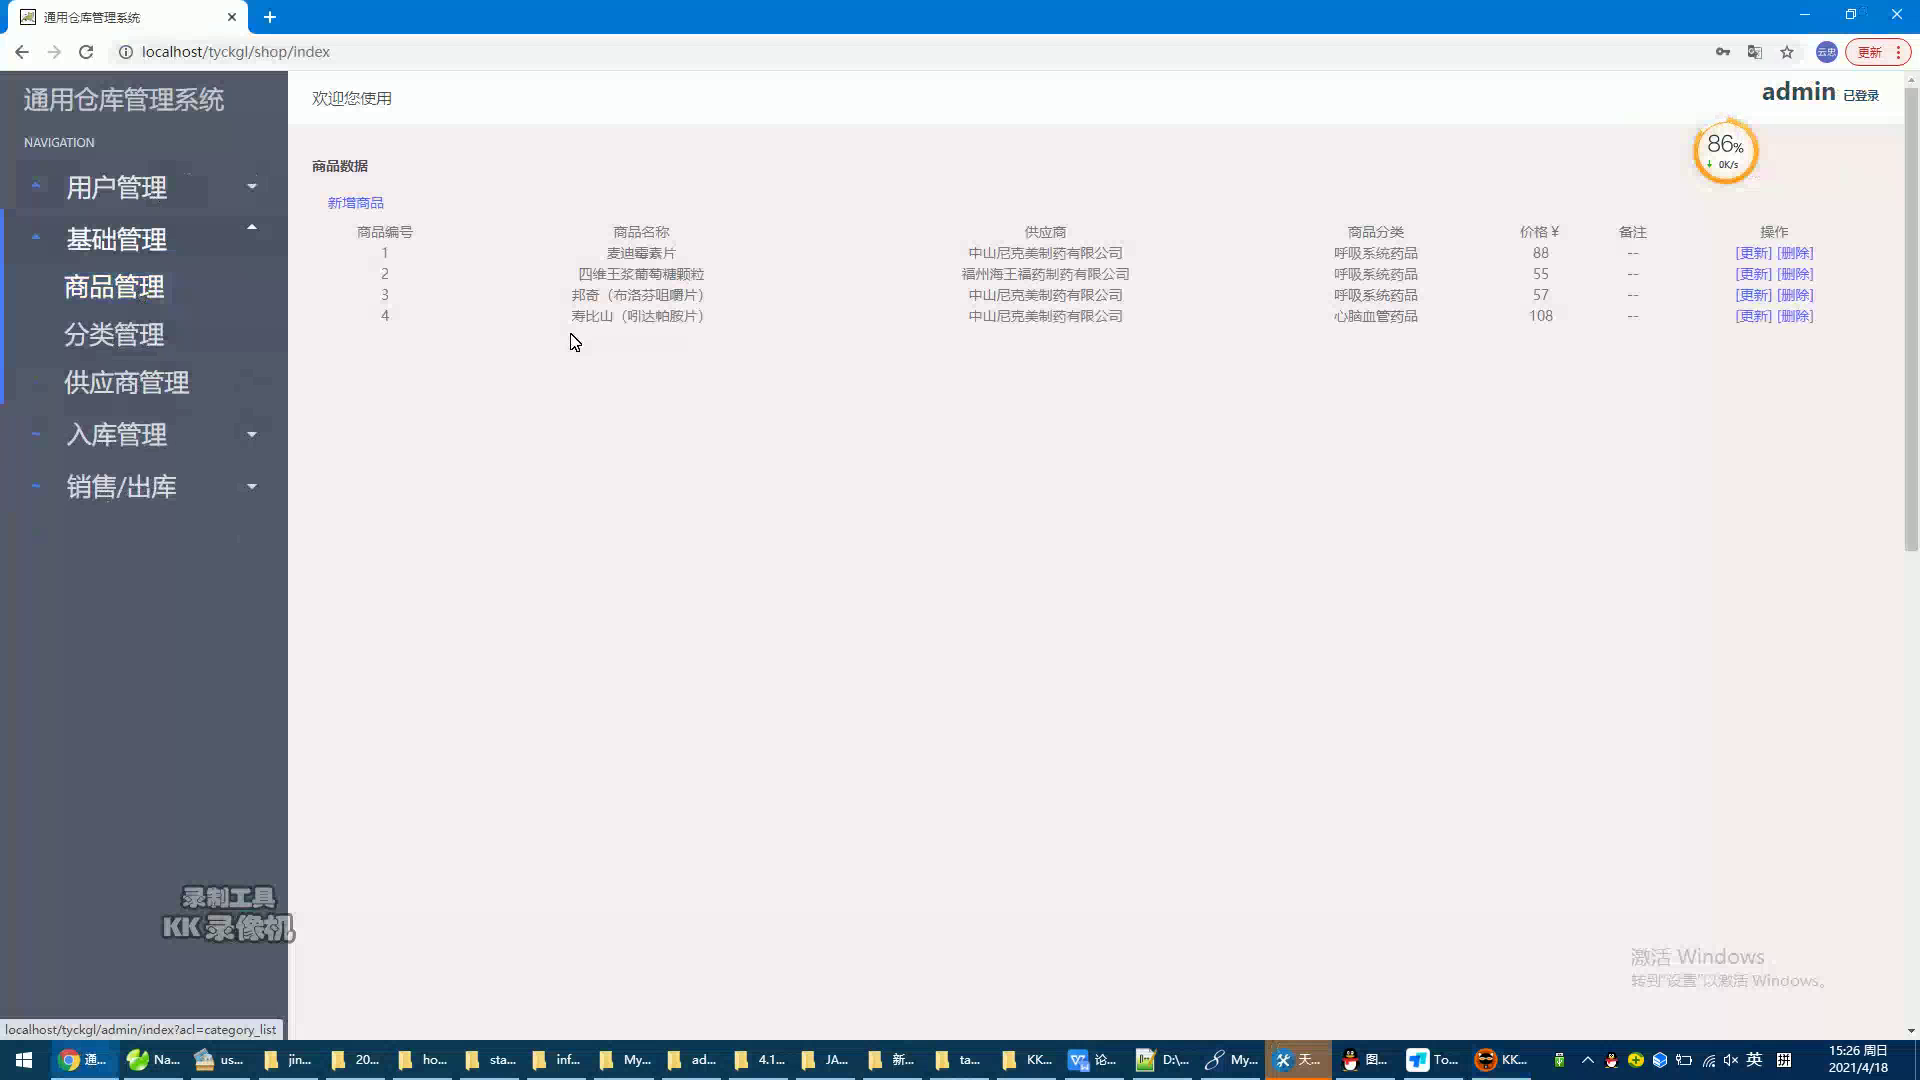 通用仓库管理系统
localhost/tyckgl/shop/index
云忠
更新
通用仓库管理系统
NAVIGATION
用户管理
基础管理
商品管理
分类管理
供应商管理
入库管理
销售/出库
欢迎您使用
admin 已登录
86%
0K/s
商品数据
新增商品
商品编号 商品名称 供应商 商品分类 价格¥ 备注 操作
1 麦迪霉素片 中山尼克美制药有限公司 呼吸系统药品 88 -- [更新] [删除]
2 四维王浆葡萄糖颗粒 福州海王福药制药有限公司 呼吸系统药品 55 -- [更新] [删除]
3 邦奇（布洛芬咀嚼片） 中山尼克美制药有限公司 呼吸系统药品 57 -- [更新] [删除]
4 寿比山（吲达帕胺片） 中山尼克美制药有限公司 心脑血管药品 108 -- [更新] [删除]
录制工具
KK 录像机
激活 Windows
转到"设置"以激活 Windows。
localhost/tyckgl/admin/index?acl=category_list
通... Na... us... jin... 20... ho... sta... inf... My... ad... 4.1... JA... 新... ta... KK... 论... D:\... My... 天... 图... To... KK... 英 拼
15:26 周日
2021/4/18